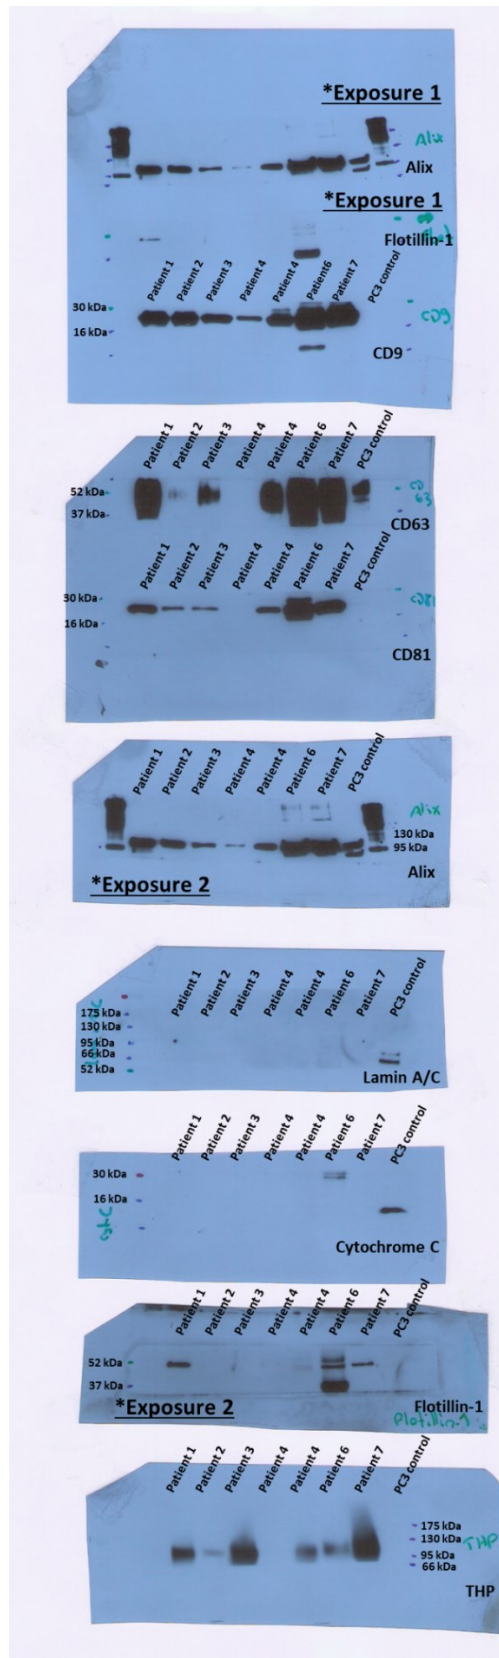 *Exposure 1
Alix
Alix
*Exposure 1
Flotillin-1
Patient 1 Patient 2 Patient 3 Patient 4 Patient 4 Patient6 Patient 7 PC3 control
30 kDa
CD9
16 kDa
CD9
Patient 1 Patient 2 Patient 3 Patient 4 Patient 4 Patient 6 Patient 7 PC3 control
52 kDa
CD
63
37 kDa
CD63
Patient 1 Patient 2 Patient 3 Patient 4 Patient 4 Patient 6 Patient 7 PC3 control
30 kDa
CD81
16 kDa
CD81
Patient 1 Patient 2 Patient 3 Patient 4 Patient 4 Patient 6 Patient 7 PC3 control
Alix
130 kDa
95 kDa
Alix
*Exposure 2
Patient 1 Patient 2 Patient 3 Patient 4 Patient 4 Patient 6 Patient 7 PC3 control
175 kDa
130 kDa
95 kDa
66 kDa
52 kDa
Lamin A/C
Patient 1 Patient 2 Patient 3 Patient 4 Patient 4 Patient 6 Patient 7 PC3 control
30 kDa
16 kDa
cytC
Cytochrome C
Patient 1 Patient 2 Patient 3 Patient 4 Patient 4 Patient 6 Patient 7 PC3 control
52 kDa
37 kDa
*Exposure 2
Flotillin-1
Flotillin-1
Patient 1 Patient 2 Patient 3 Patient 4 Patient 4 Patient 6 Patient 7 PC3 control
175 kDa
130 kDa
THP
95 kDa
66 kDa
THP